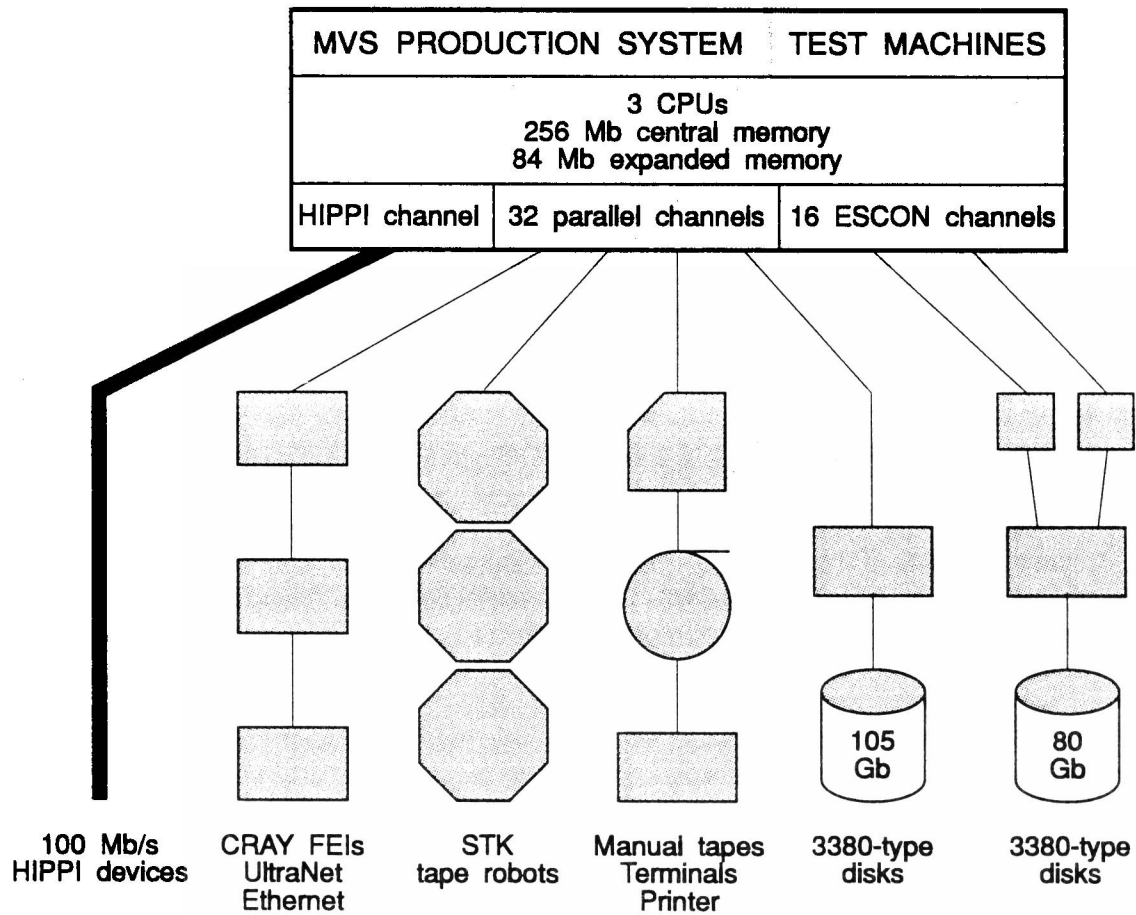 MVS PRODUCTION SYSTEM
TEST MACHINES
3 CPUs
256 Mb central memory
84 Mb expanded memory
HIPPI channel
32 parallel channels
16 ESCON channels
105
Gb
80
Gb
100 Mb/s
HIPPI devices
CRAY FEIs
UltraNet
Ethernet
STK
tape robots
Manual tapes
Terminals
Printer
3380-type
disks
3380-type
disks